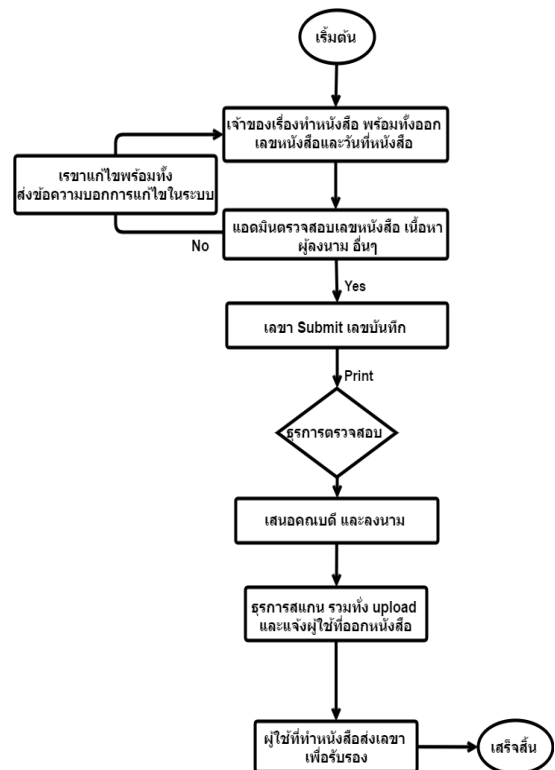 เริ่มต้น
เจ้าของเรื่องทำหนังสือ พร้อมทั้งออก
เลขหนังสือและวันที่หนังสือ
เรขาแก้ไขพร้อมทั้ง
ส่งข้อความบอกการแก้ไขในระบบ
แอดมินตรวจสอบเลขหนังสือ เนื้อหา
ผู้ลงนาม อื่นๆ
No
Yes
เลขา Submit เลขบันทึก
Print
ธุรการตรวจสอบ
เสนอคณบดี และลงนาม
ธุรการสแกน รวมทั้ง upload
และแจ้งผู้ใช้ที่ออกหนังสือ
ผู้ใช้ที่ทำหนังสือส่งเลขา
เพื่อรับรอง
เสร็จสิ้น